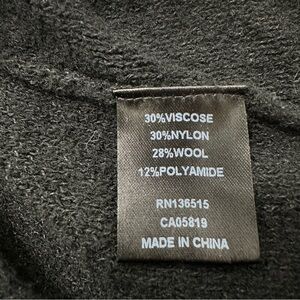 30%VISCOSE
30%NYLON
28%WOOL
12%POLYAMIDE
RN136515
CA05819
MADE IN CHINA